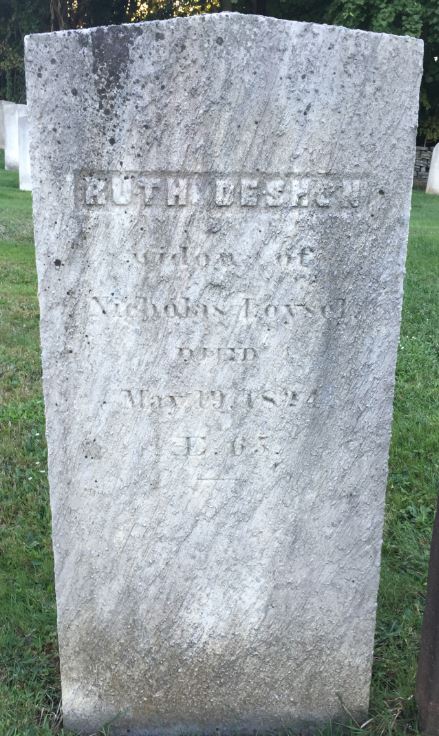 RUTH DESHON
widow of
Nicholas Loysel
DIED
May 19, 1824
Æ. 65.